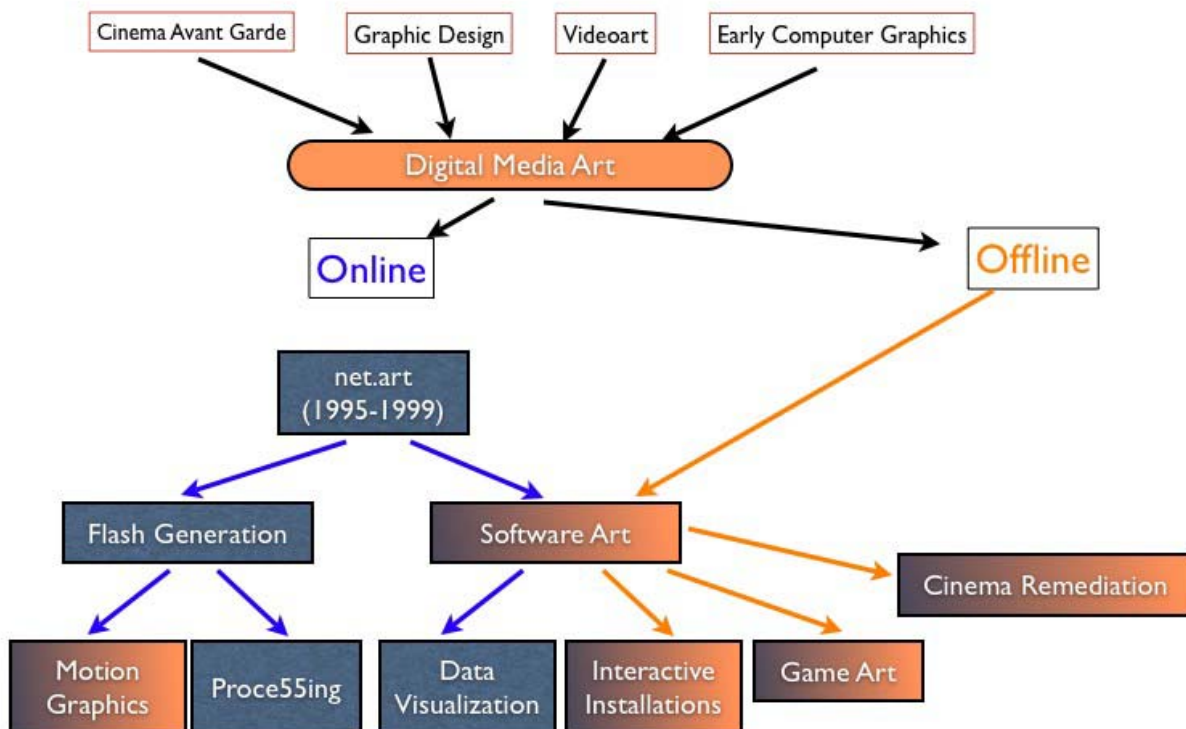 Cinema Avant Garde
Graphic Design
Videoart
Early Computer Graphics
Digital Media Art
Online
Offline
net.art
(1995-1999)
Flash Generation
Software Art
Cinema Remediation
Motion
Graphics
Proce55ing
Data
Visualization
Interactive
Installations
Game Art